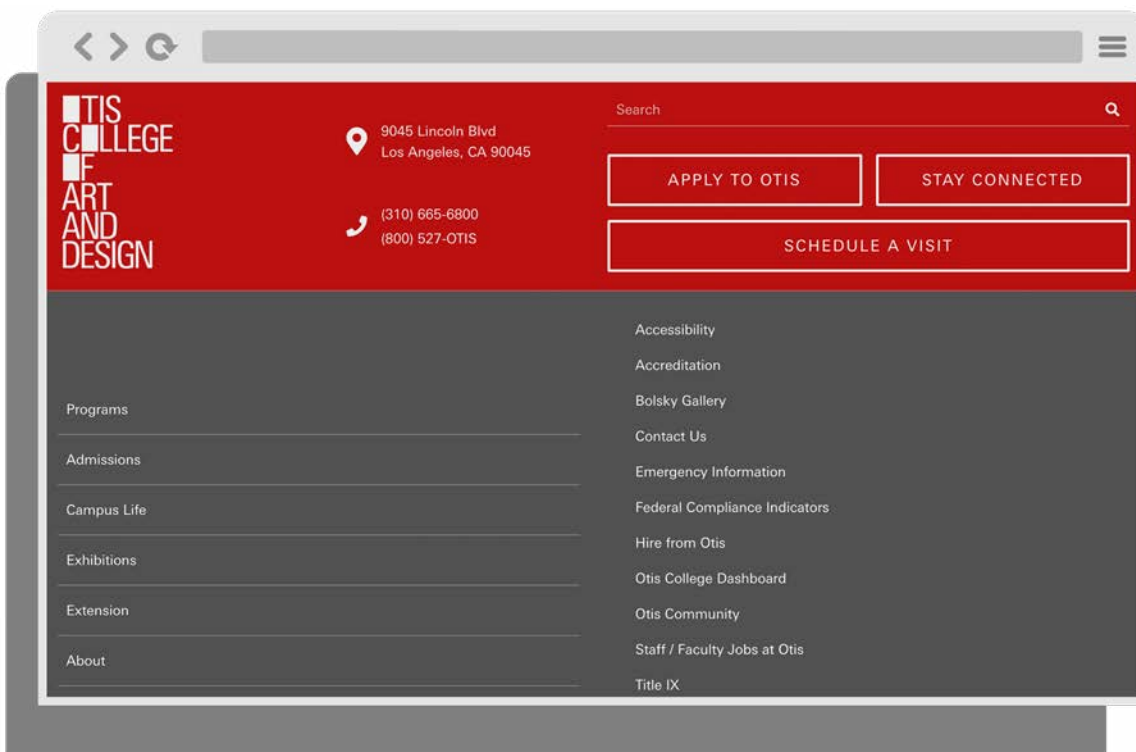 OTIS
COLLEGE
OF
ART
AND
DESIGN
9045 Lincoln Blvd
Los Angeles, CA 90045
(310) 665-6800
(800) 527-OTIS
Search
APPLY TO OTIS
STAY CONNECTED
SCHEDULE A VISIT
Programs
Admissions
Campus Life
Exhibitions
Extension
About
Accessibility
Accreditation
Bolsky Gallery
Contact Us
Emergency Information
Federal Compliance Indicators
Hire from Otis
Otis College Dashboard
Otis Community
Staff / Faculty Jobs at Otis
Title IX